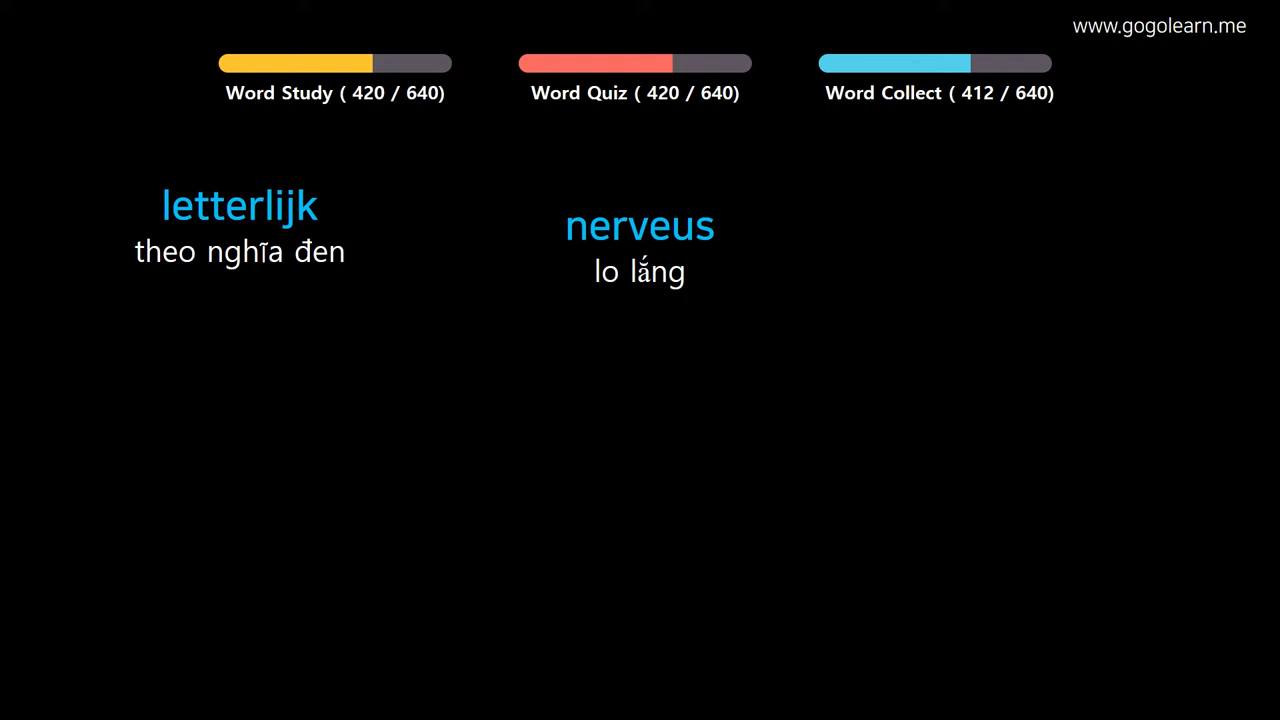 www.gogolearn.me
Word Study ( 420 / 640)
Word Quiz ( 420 / 640)
Word Collect ( 412 / 640)
letterlijk
theo nghĩa đen
nerveus
lo lắng